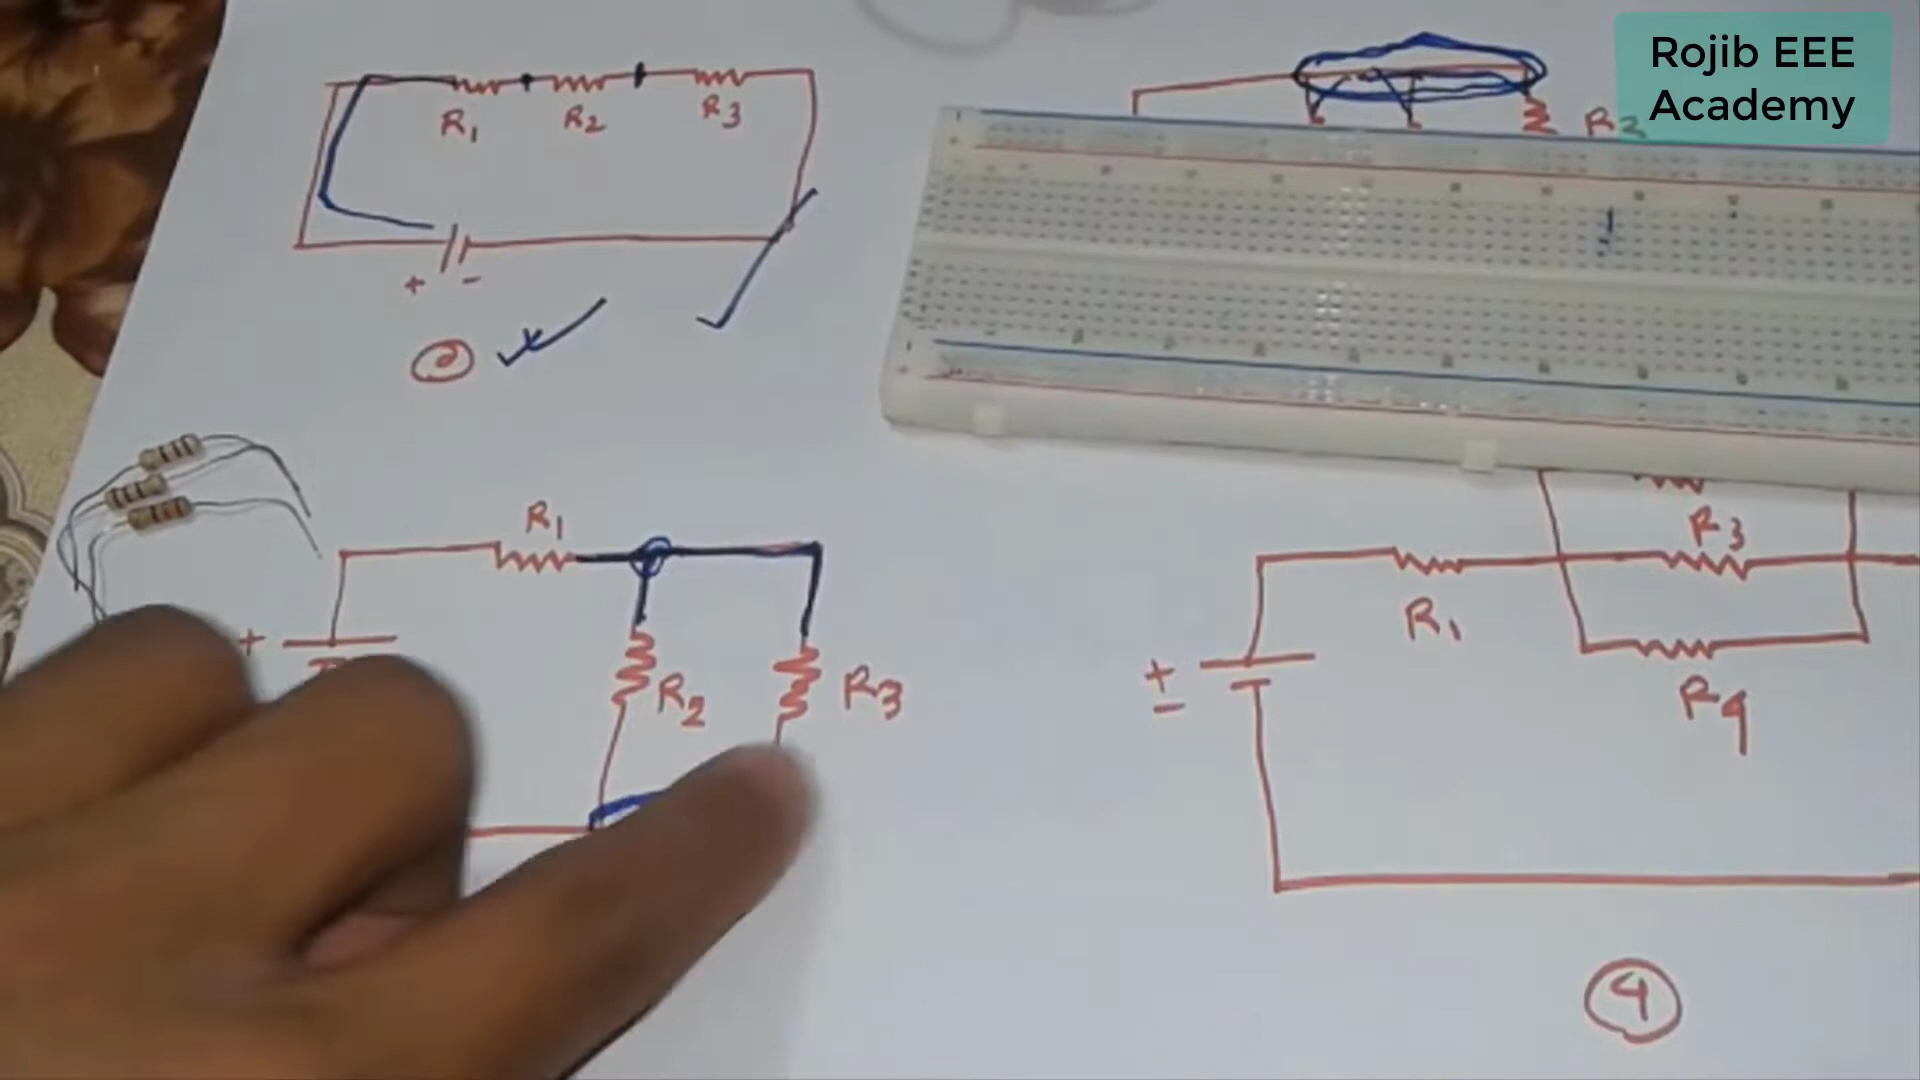 Rojib EEE
Academy
R1
R2
R3
+ -
R1
+
R2
R3
R3
R1
R4
+
-
4